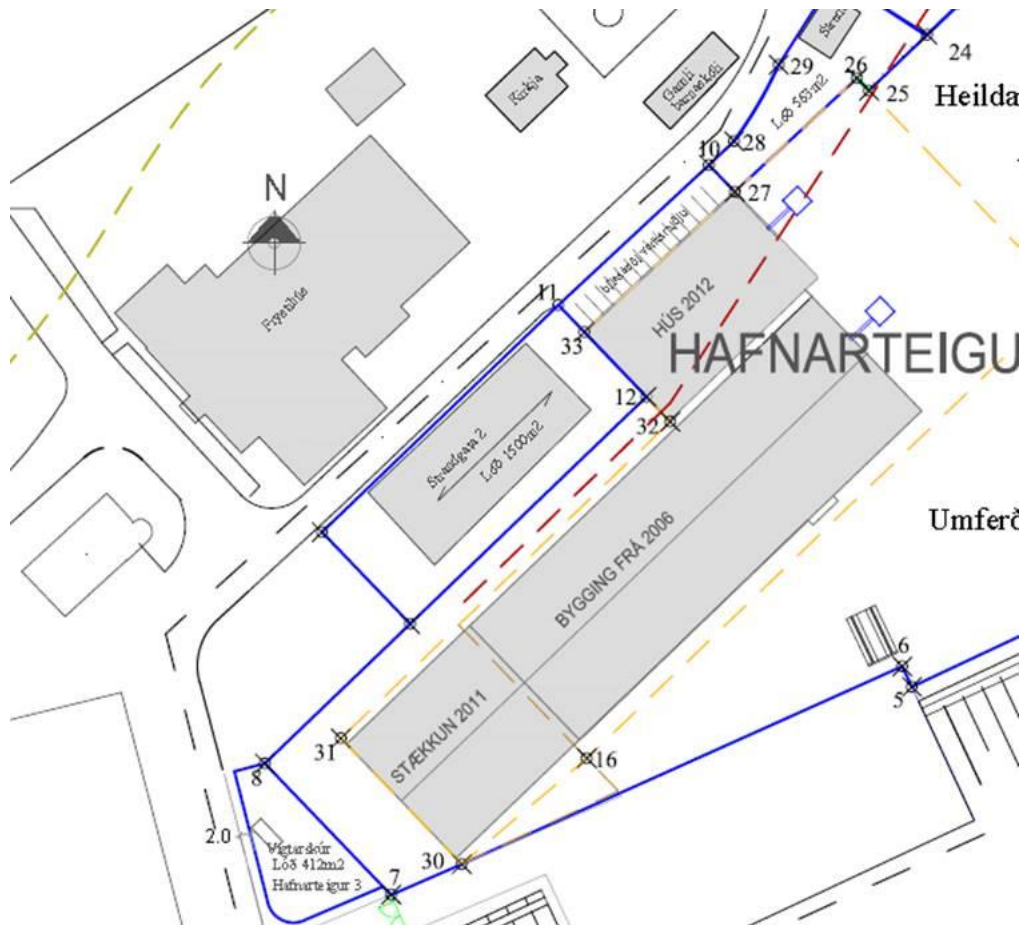 24
29
26
25
Kirkja
Gamli
barnaskóli
Lóð 563m2
Heildæ
28
10
27
N
Frystihús
11
33
HÚS 2012
HAFNARTEIGU
12
32
Strandgata 2
Lóð 1500m2
BYGGING FRÁ 2006
Umferð
6
5
STÆKKUN 2011
31
16
8
2.0
Vigtarskúr
Lóð 412m2
Hafnarteigur 3
30
7